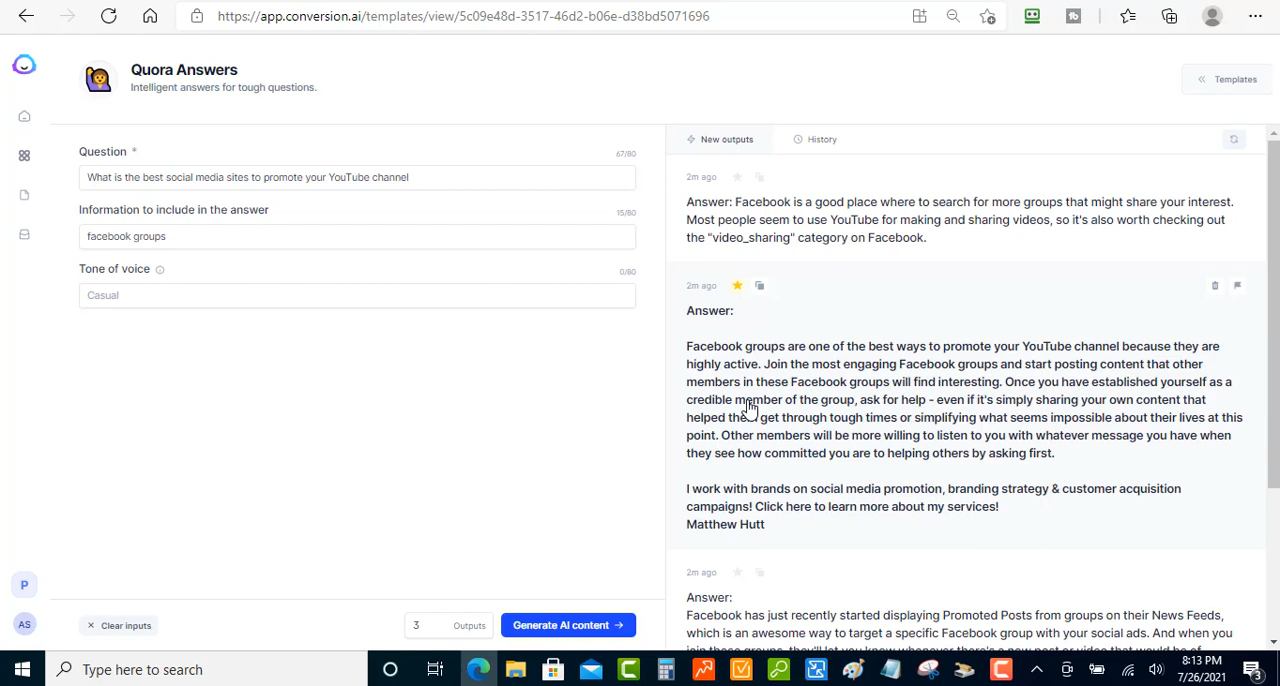 https://app.conversion.ai/templates/view/5c09e48d-3517-46d2-b06e-d38bd5071696
Quora Answers
Intelligent answers for tough questions.
Templates
Question *
67/80
What is the best social media sites to promote your YouTube channel
Information to include in the answer
15/80
facebook groups
Tone of voice
0/80
Casual
P
AS
Clear inputs
3 Outputs
Generate AI content
New outputs
History
2m ago
Answer: Facebook is a good place where to search for more groups that might share your interest.
Most people seem to use YouTube for making and sharing videos, so it's also worth checking out
the "video_sharing" category on Facebook.
2m ago
Answer:
Facebook groups are one of the best ways to promote your YouTube channel because they are
highly active. Join the most engaging Facebook groups and start posting content that other
members in these Facebook groups will find interesting. Once you have established yourself as a
credible member of the group, ask for help - even if it's simply sharing your own content that
helped get through tough times or simplifying what seems impossible about their lives at this
point. Other members will be more willing to listen to you with whatever message you have when
they see how committed you are to helping others by asking first.
I work with brands on social media promotion, branding strategy & customer acquisition
campaigns! Click here to learn more about my services!
Matthew Hutt
2m ago
Answer:
Facebook has just recently started displaying Promoted Posts from groups on their News Feeds,
which is an awesome way to target a specific Facebook group with your social ads. And when you
Type here to search
8:13 PM
7/26/2021
3